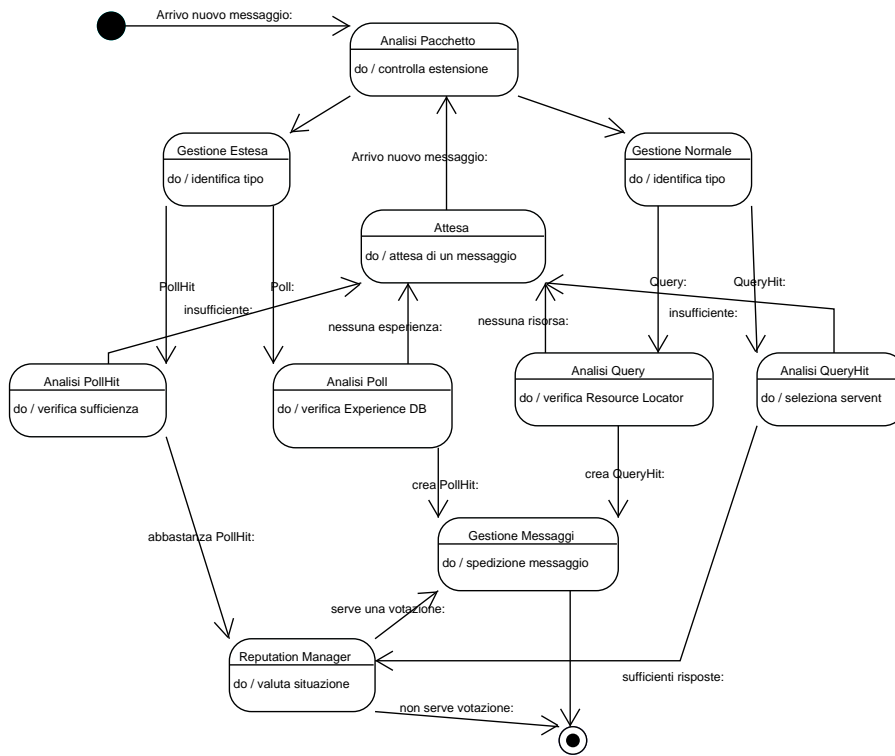 Arrivo nuovo messaggio:
Analisi Pacchetto
do / controlla estensione
Gestione Estesa
do / identifica tipo
Arrivo nuovo messaggio:
Gestione Normale
do / identifica tipo
Attesa
do / attesa di un messaggio
PollHit
Poll:
Query:
QueryHit:
insufficiente:
nessuna esperienza:
nessuna risorsa:
insufficiente:
Analisi PollHit
do / verifica sufficienza
Analisi Poll
do / verifica Experience DB
Analisi Query
do / verifica Resource Locator
Analisi QueryHit
do / seleziona servent
crea PollHit:
crea QueryHit:
abbastanza PollHit:
Gestione Messaggi
do / spedizione messaggio
serve una votazione:
Reputation Manager
do / valuta situazione
sufficienti risposte:
non serve votazione: